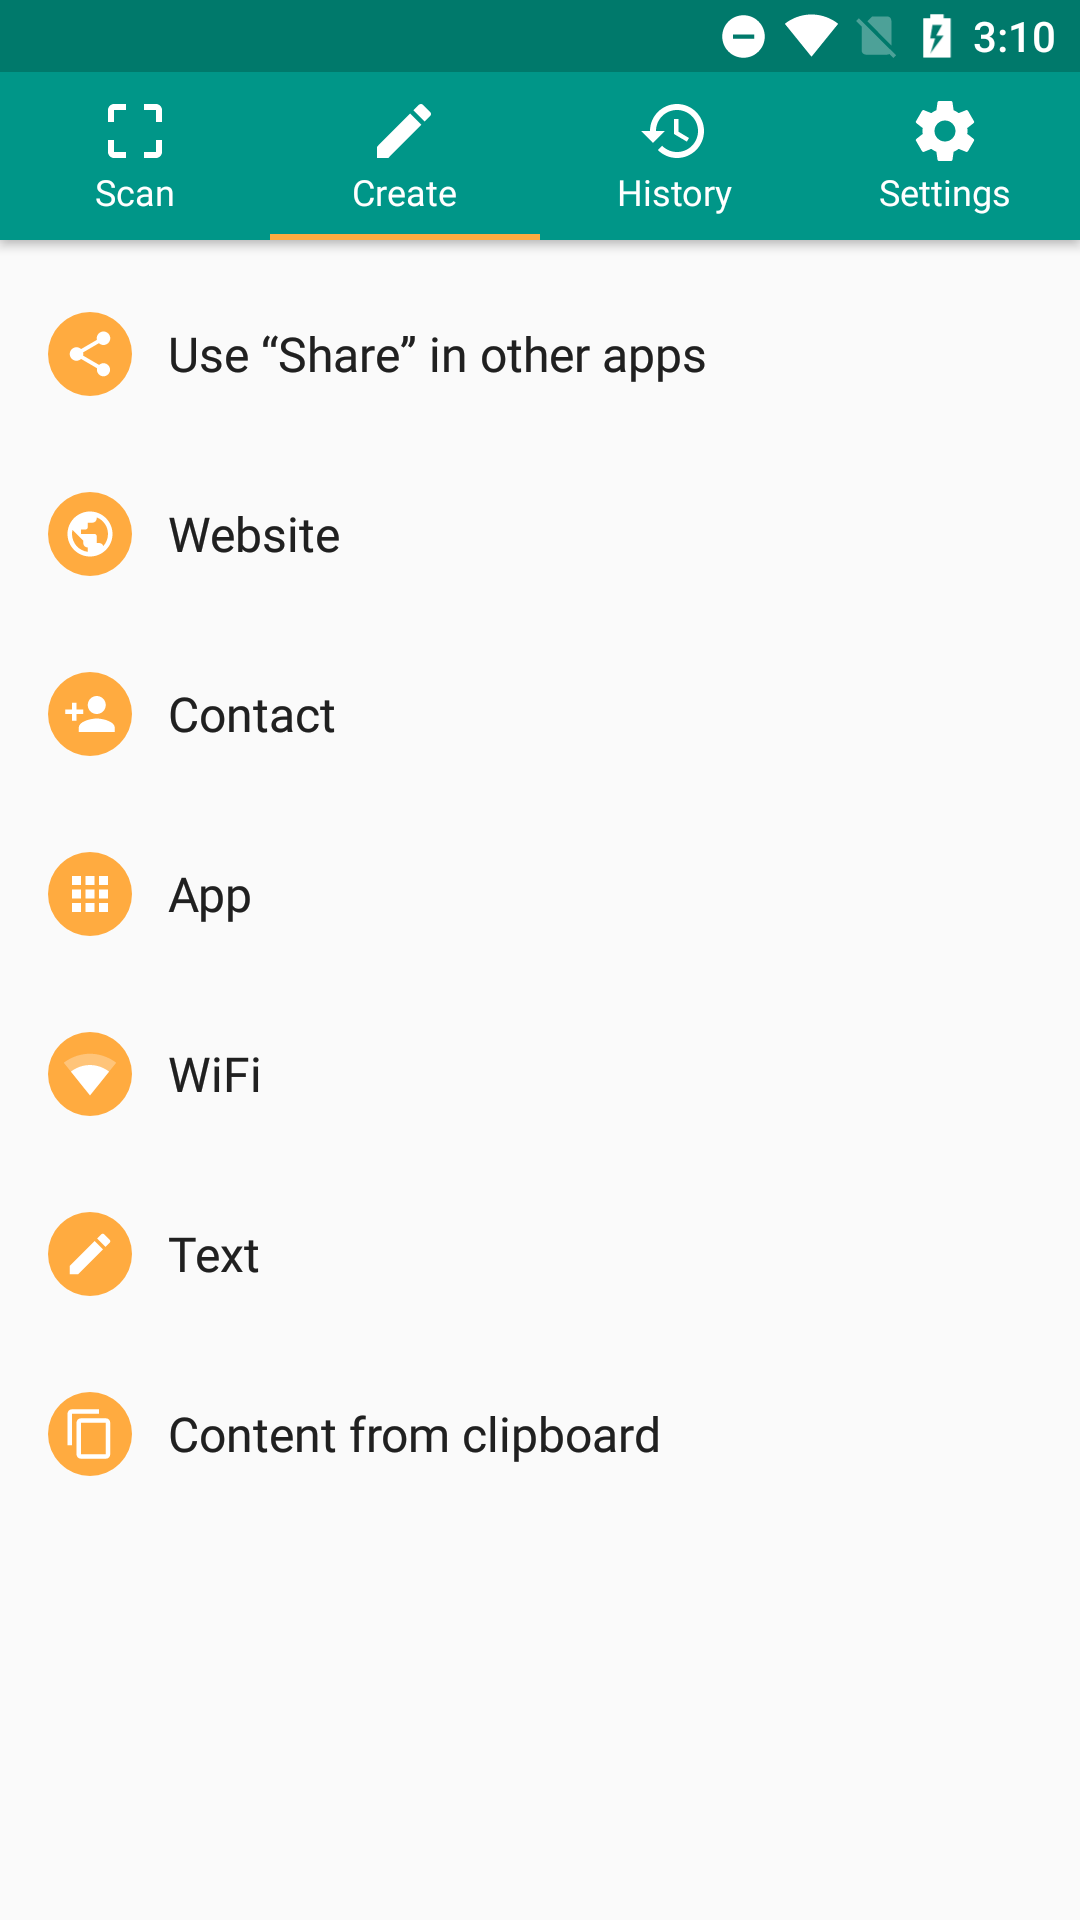 3:10
Scan
Create
History
Settings
Use “Share” in other apps
Website
Contact
App
WiFi
Text
Content from clipboard